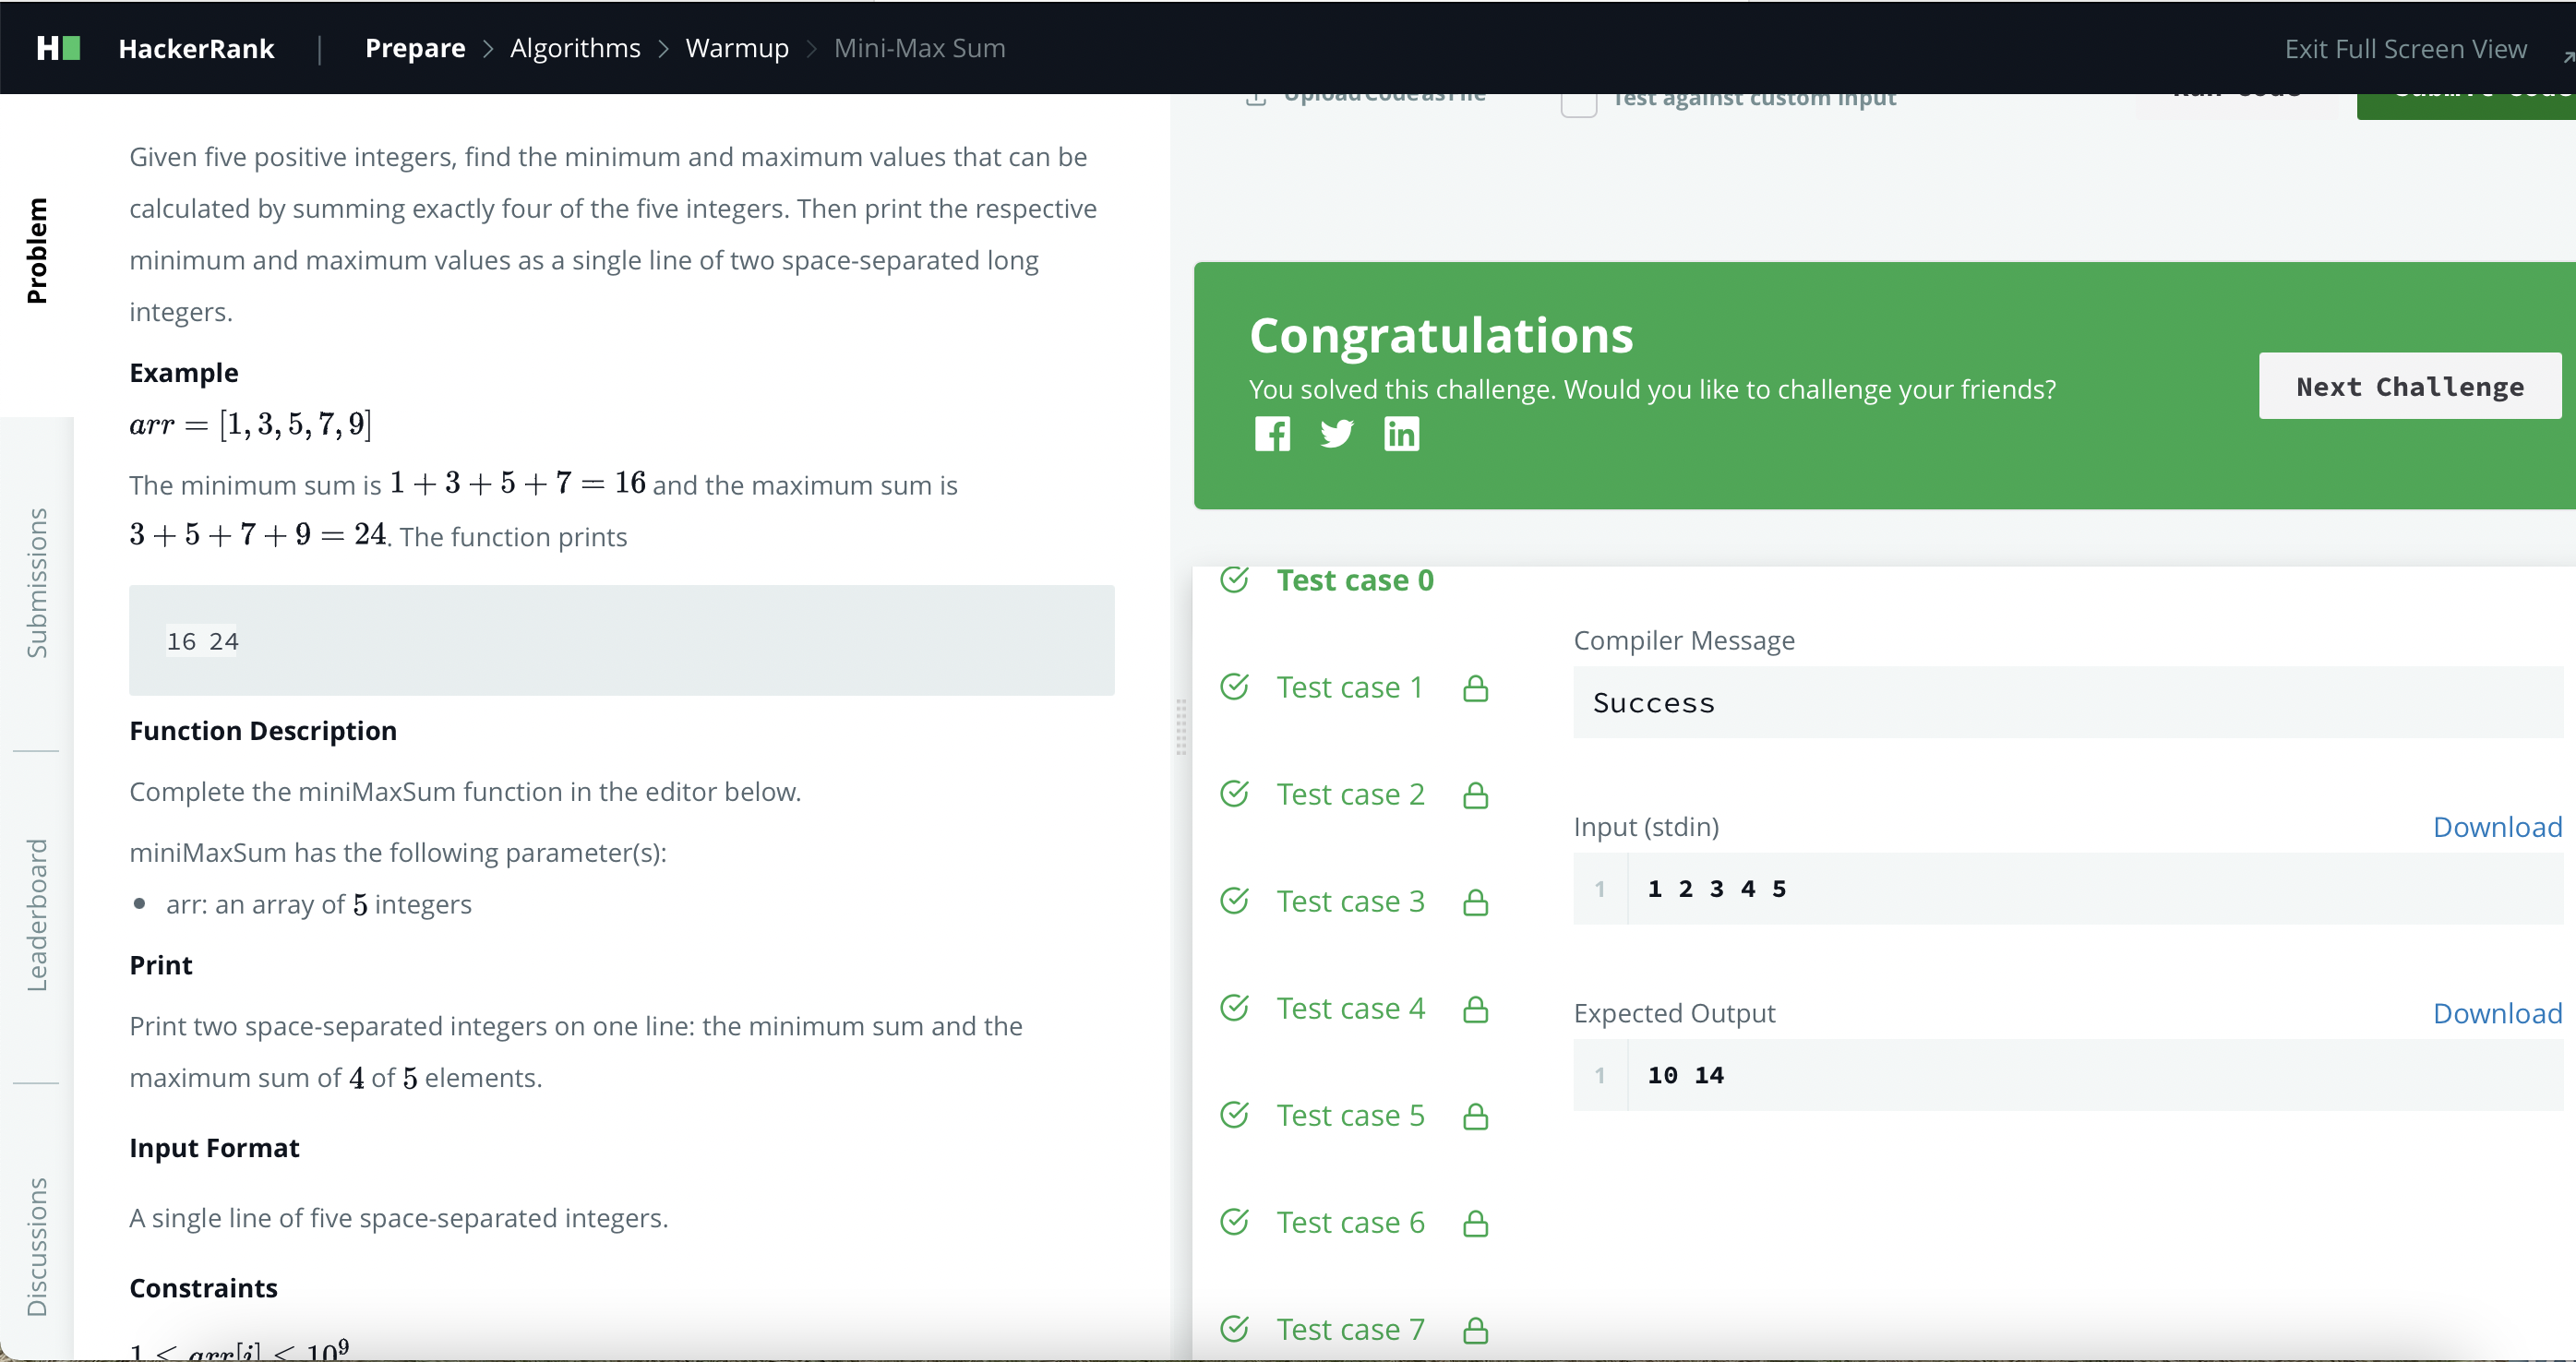 H HackerRank | Prepare > Algorithms > Warmup > Mini-Max Sum Exit Full Screen View
Problem
Submissions
Leaderboard
Discussions
Given five positive integers, find the minimum and maximum values that can be
calculated by summing exactly four of the five integers. Then print the respective
minimum and maximum values as a single line of two space-separated long
integers.
Example
arr = [1, 3, 5, 7, 9]
The minimum sum is 1 + 3 + 5 + 7 = 16 and the maximum sum is
3 + 5 + 7 + 9 = 24. The function prints
16 24
Function Description
Complete the miniMaxSum function in the editor below.
miniMaxSum has the following parameter(s):
• arr: an array of 5 integers
Print
Print two space-separated integers on one line: the minimum sum and the
maximum sum of 4 of 5 elements.
Input Format
A single line of five space-separated integers.
Constraints
1 ≤ arr[i] ≤ 10⁹
Upload Code as File Test against custom input Run Code Submit Code
Congratulations
You solved this challenge. Would you like to challenge your friends?
Next Challenge
Test case 0
Test case 1
Test case 2
Test case 3
Test case 4
Test case 5
Test case 6
Test case 7
Compiler Message
Success
Input (stdin) Download
1 1 2 3 4 5
Expected Output Download
1 10 14